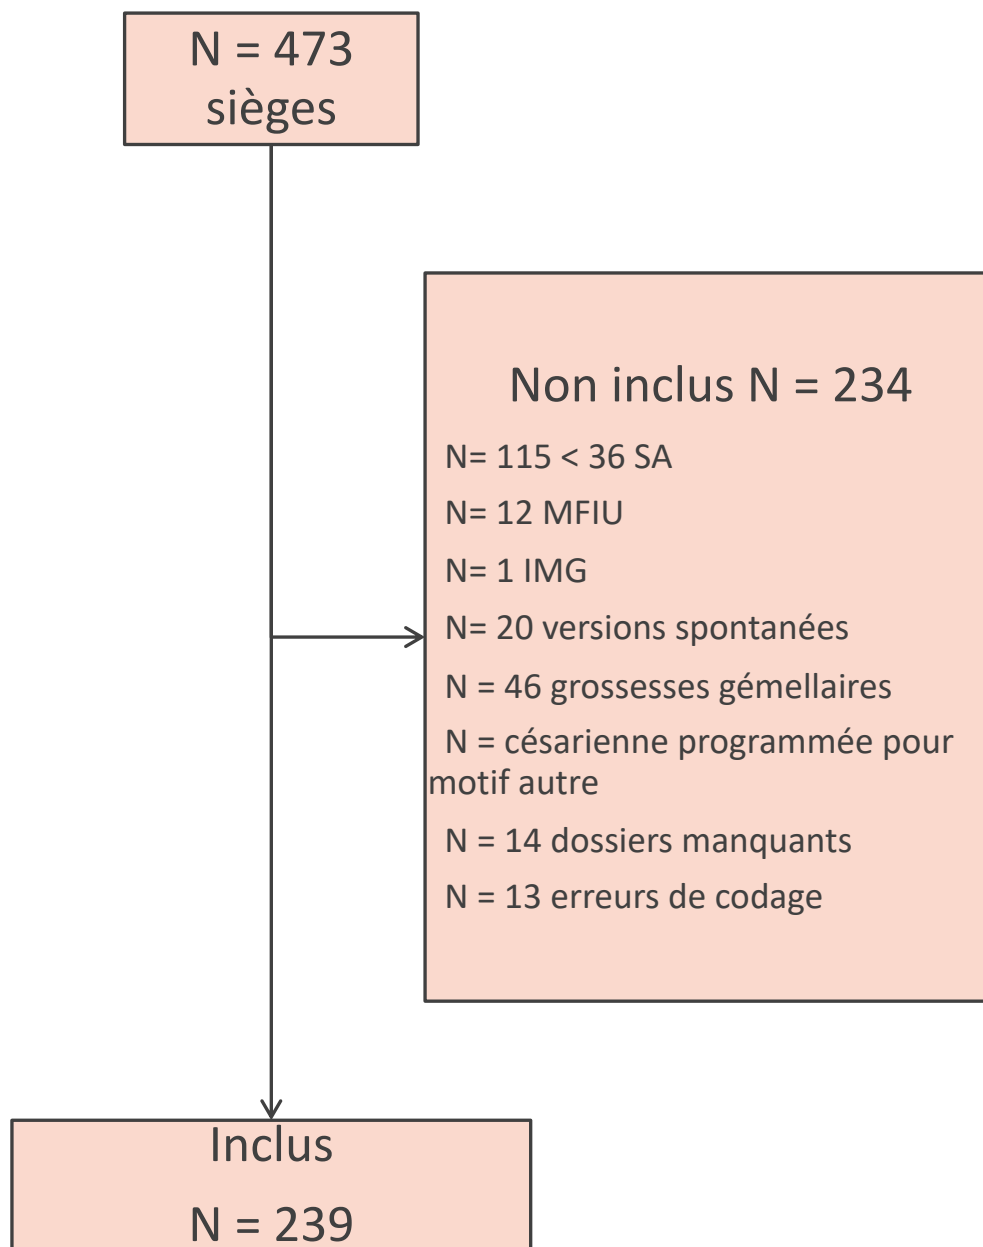 N = 473
sièges
Non inclus N = 234
N= 115 < 36 SA
N= 12 MFIU
N= 1 IMG
N= 20 versions spontanées
N = 46 grossesses gémellaires
N = césarienne programmée pour
motif autre
N = 14 dossiers manquants
N = 13 erreurs de codage
Inclus
N = 239